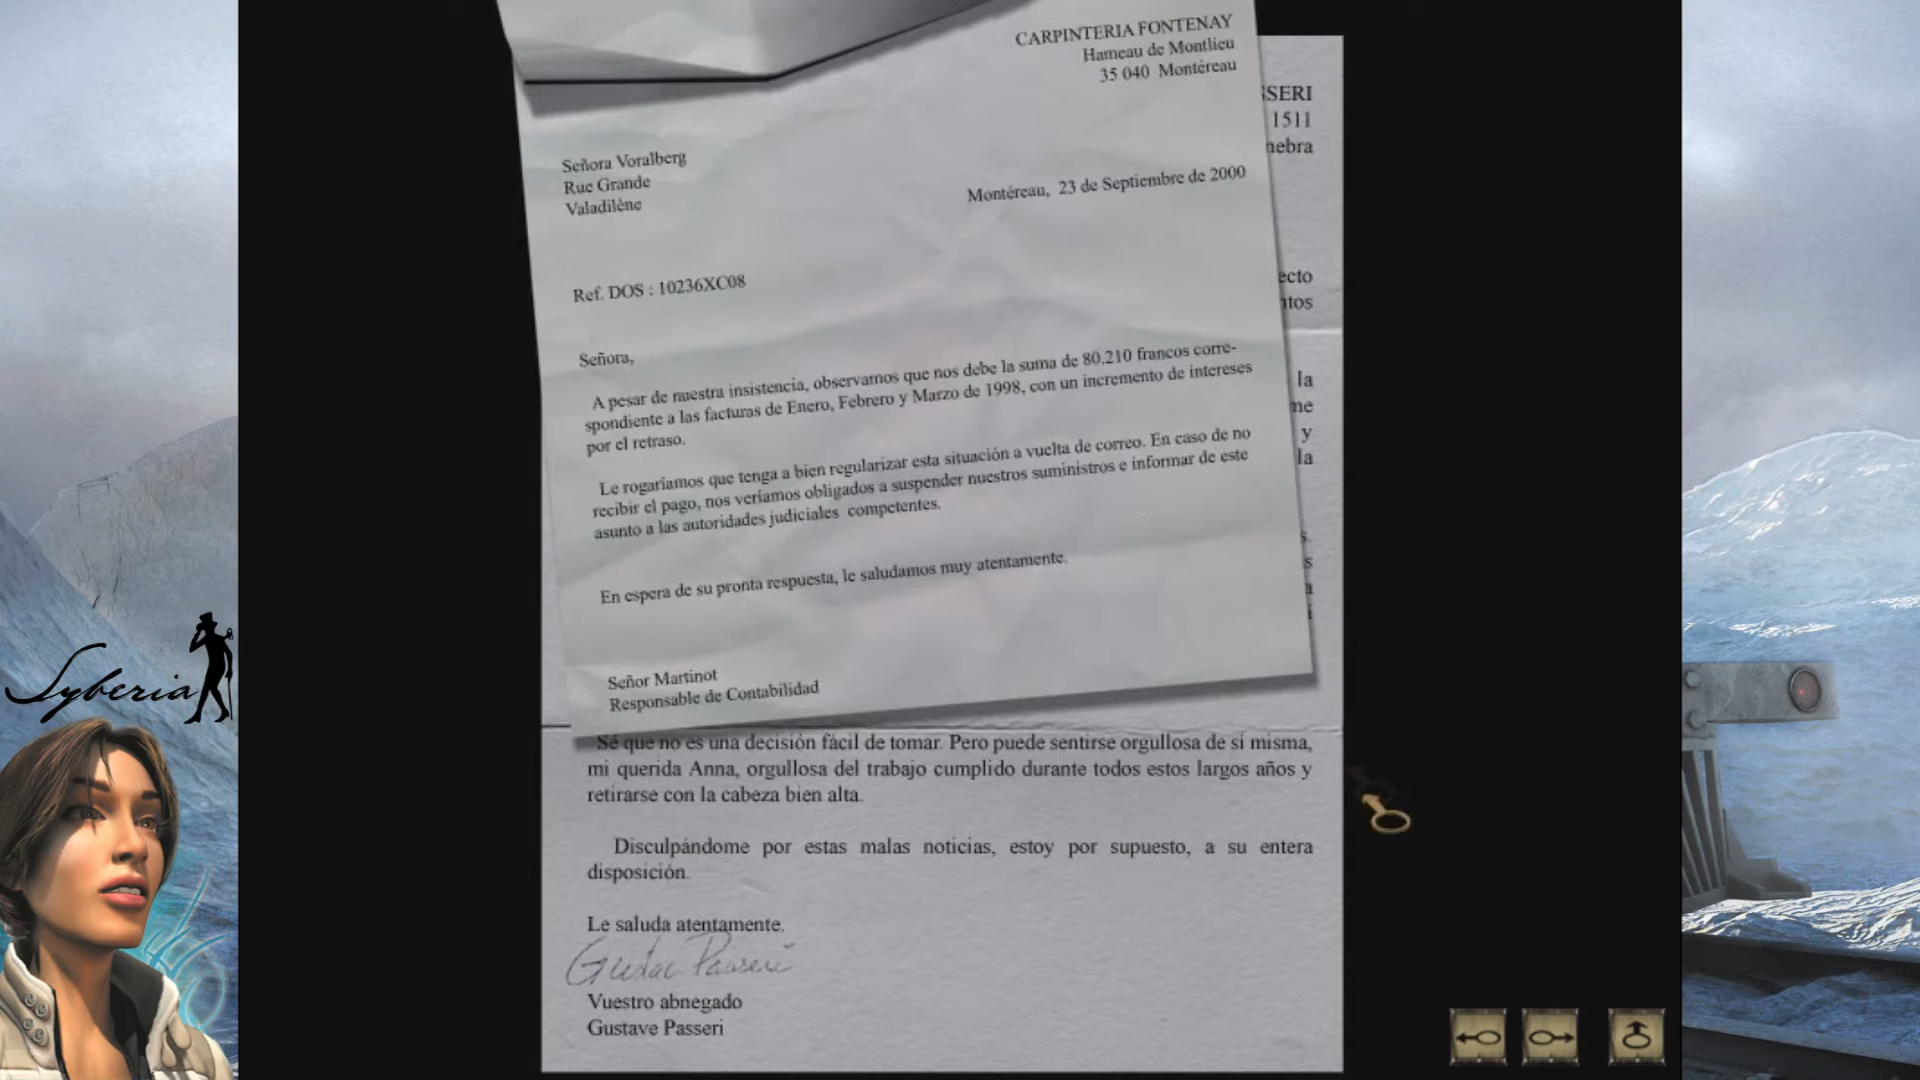 CARPINTERIA FONTENAY
Hameau de Montlieu
35 040 Montéreau
SERI
1511
nebra
Señora Voralberg
Rue Grande
Valadilène
Montéreau, 23 de Septiembre de 2000
Ref. DOS : 10236XC08
ecto
ntos
Señora,
A pesar de nuestra insistencia, observamos que nos debe la suma de 80.210 francos corre-
spondiente a las facturas de Enero, Febrero y Marzo de 1998, con un incremento de intereses
por el retraso.
la
me
y
la
Le rogaríamos que tenga a bien regularizar esta situación a vuelta de correo. En caso de no
recibir el pago, nos veríamos obligados a suspender nuestros suministros e informar de este
asunto a las autoridades judiciales competentes.
s.
s
a
i
En espera de su pronta respuesta, le saludamos muy atentamente.
Señor Martinot
Responsable de Contabilidad
Sé que no es una decisión fácil de tomar. Pero puede sentirse orgullosa de sí misma,
mi querida Anna, orgullosa del trabajo cumplido durante todos estos largos años y
retirarse con la cabeza bien alta.
Disculpándome por estas malas noticias, estoy por supuesto, a su entera
disposición.
Le saluda atentamente.
Gustav Passeri
Vuestro abnegado
Gustave Passeri
Syberia